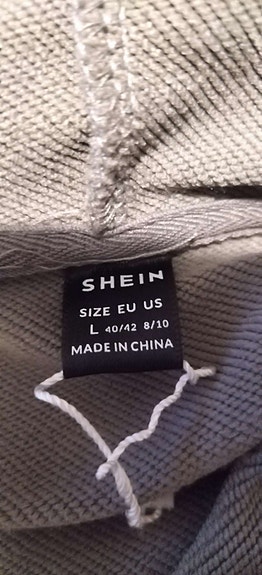 SHEIN
SIZE EU US
L 40/42 8/10
MADE IN CHINA